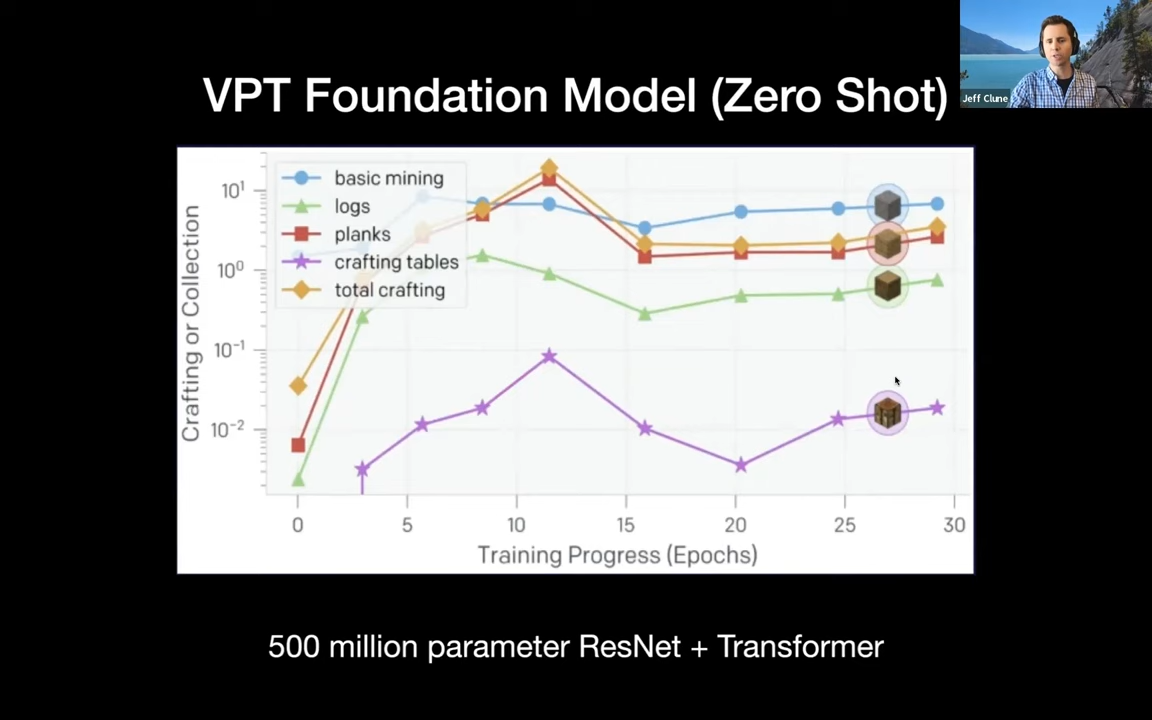 VPT Foundation Model (Zero Shot)
Jeff Clune
basic mining
logs
planks
crafting tables
total crafting
Crafting or Collection
10¹
10⁰
10⁻¹
10⁻²
0 5 10 15 20 25 30
Training Progress (Epochs)
500 million parameter ResNet + Transformer